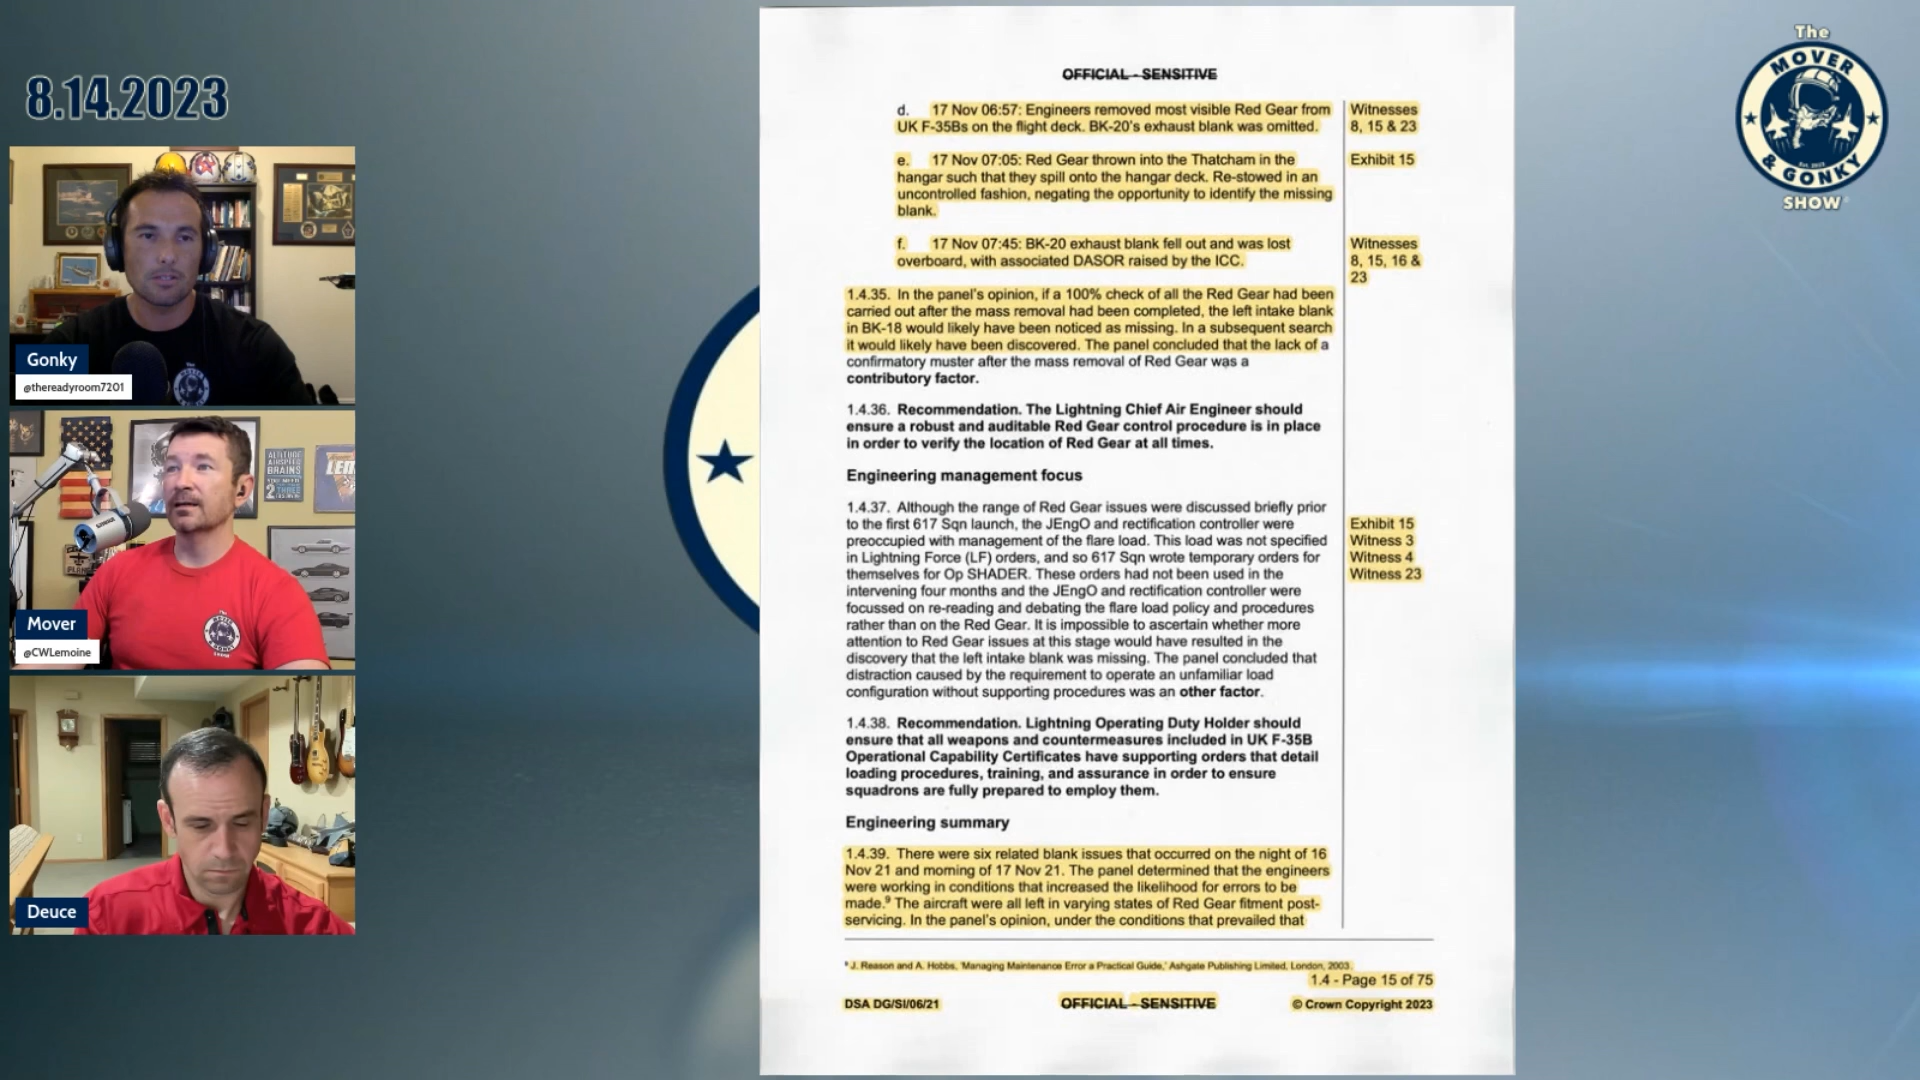 8.14.2023
Gonky
@thereadyroom7201
ALTITUDE
AIRSPEED
BRAINS
2 THREE
Mover
@CWLemoine
Deuce
The
MOVER
& GONKY
SHOW
OFFICIAL - SENSITIVE
d. 17 Nov 06:57: Engineers removed most visible Red Gear from
UK F-35Bs on the flight deck. BK-20's exhaust blank was omitted.
Witnesses
8, 15 & 23
e. 17 Nov 07:05: Red Gear thrown into the Thatcham in the
hangar such that they spill onto the hangar deck. Re-stowed in an
uncontrolled fashion, negating the opportunity to identify the missing
blank.
Exhibit 15
f. 17 Nov 07:45: BK-20 exhaust blank fell out and was lost
overboard, with associated DASOR raised by the ICC.
Witnesses
8, 15, 16 &
23
1.4.35. In the panel's opinion, if a 100% check of all the Red Gear had been
carried out after the mass removal had been completed, the left intake blank
in BK-18 would likely have been noticed as missing. In a subsequent search
it would likely have been discovered. The panel concluded that the lack of a
confirmatory muster after the mass removal of Red Gear was a
contributory factor.
1.4.36. Recommendation. The Lightning Chief Air Engineer should
ensure a robust and auditable Red Gear control procedure is in place
in order to verify the location of Red Gear at all times.
Engineering management focus
1.4.37. Although the range of Red Gear issues were discussed briefly prior
to the first 617 Sqn launch, the JEngO and rectification controller were
preoccupied with management of the flare load. This load was not specified
in Lightning Force (LF) orders, and so 617 Sqn wrote temporary orders for
themselves for Op SHADER. These orders had not been used in the
intervening four months and the JEngO and rectification controller were
focussed on re-reading and debating the flare load policy and procedures
rather than on the Red Gear. It is impossible to ascertain whether more
attention to Red Gear issues at this stage would have resulted in the
discovery that the left intake blank was missing. The panel concluded that
distraction caused by the requirement to operate an unfamiliar load
configuration without supporting procedures was an other factor.
Exhibit 15
Witness 3
Witness 4
Witness 23
1.4.38. Recommendation. Lightning Operating Duty Holder should
ensure that all weapons and countermeasures included in UK F-35B
Operational Capability Certificates have supporting orders that detail
loading procedures, training, and assurance in order to ensure
squadrons are fully prepared to employ them.
Engineering summary
1.4.39. There were six related blank issues that occurred on the night of 16
Nov 21 and morning of 17 Nov 21. The panel determined that the engineers
were working in conditions that increased the likelihood for errors to be
made.⁹ The aircraft were all left in varying states of Red Gear fitment post-
servicing. In the panel's opinion, under the conditions that prevailed that
⁹ J. Reason and A. Hobbs, 'Managing Maintenance Error a Practical Guide,' Ashgate Publishing Limited, London, 2003.
1.4 - Page 15 of 75
DSA DG/SI/06/21
OFFICIAL - SENSITIVE
© Crown Copyright 2023